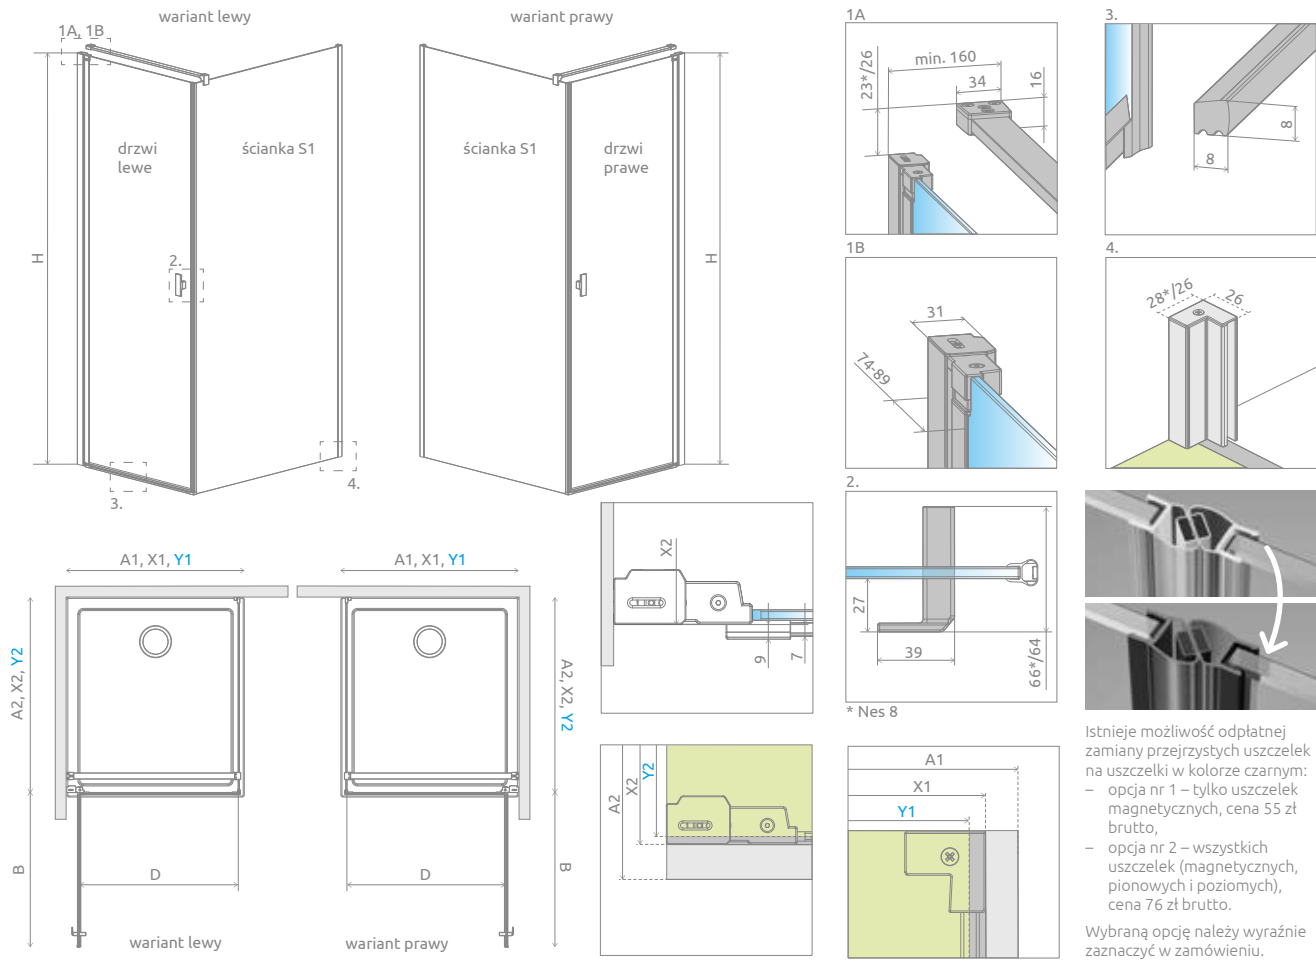 wariant lewy
wariant prawy
1A, 1B
H
drzwi
lewe
ścianka S1
2.
3.
4.
ścianka S1
drzwi
prawe
H
1A
23*/26
min. 160
34
16
3.
8
8
1B
31
74-89
4.
28*/26
26
A1, X1, Y1
A2, X2, Y2
B
D
wariant lewy
A1, X1, Y1
A2, X2, Y2
B
D
wariant prawy
X2
9
7
2.
27
39
66*/64
* Nes 8
A2
X2
Y2
A1
X1
Y1
Istnieje możliwość odpłatnej
zamiany przejrzystych uszczelek
na uszczelki w kolorze czarnym:
– opcja nr 1 – tylko uszczelek
magnetycznych, cena 55 zł
brutto,
– opcja nr 2 – wszystkich
uszczelek (magnetycznych,
pionowych i poziomych),
cena 76 zł brutto.
Wybraną opcję należy wyraźnie
zaznaczyć w zamówieniu.